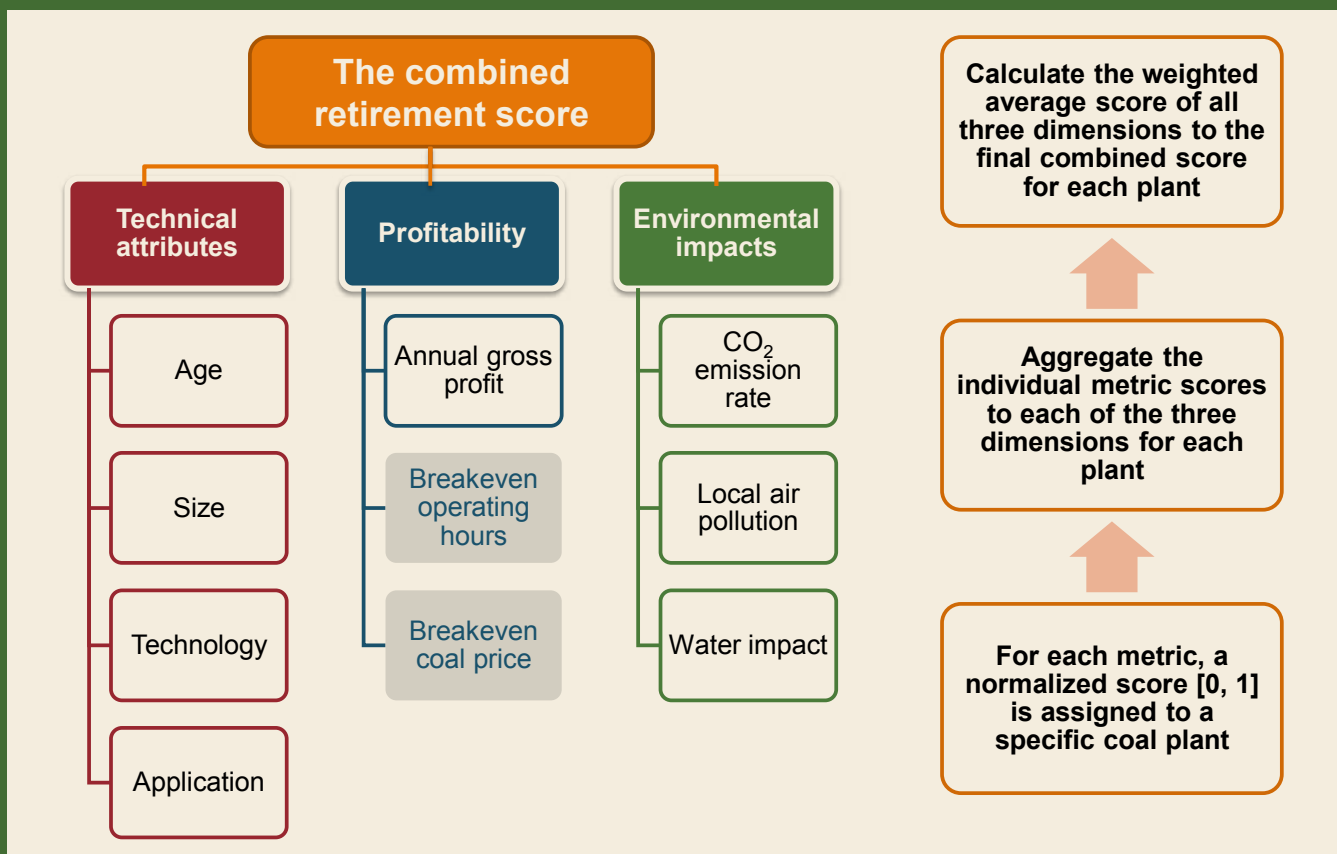 The combined
retirement score
Technical
attributes
Age
Size
Technology
Application
Profitability
Annual gross
profit
Breakeven
operating
hours
Breakeven
coal price
Environmental
impacts
CO₂
emission
rate
Local air
pollution
Water impact
Calculate the weighted
average score of all
three dimensions to the
final combined score
for each plant
Aggregate the
individual metric scores
to each of the three
dimensions for each
plant
For each metric, a
normalized score [0, 1]
is assigned to a
specific coal plant